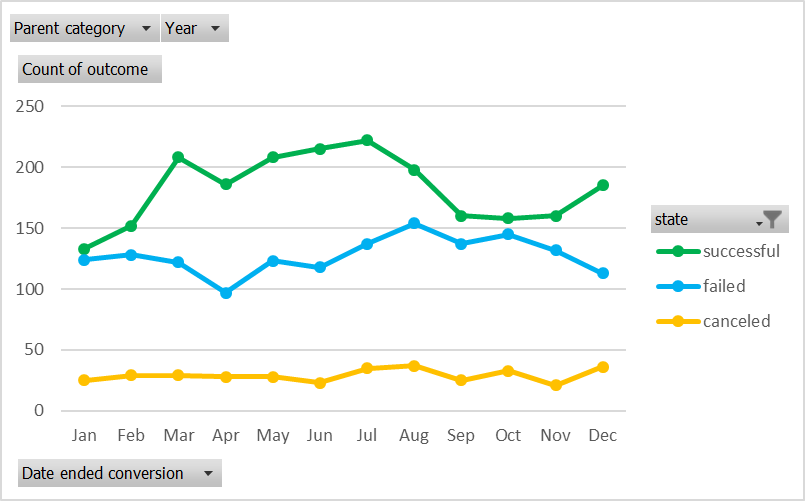 Parent category Year
Count of outcome
250
200
150
100
50
0
Jan Feb Mar Apr May Jun Jul Aug Sep Oct Nov Dec
state
successful
failed
canceled
Date ended conversion